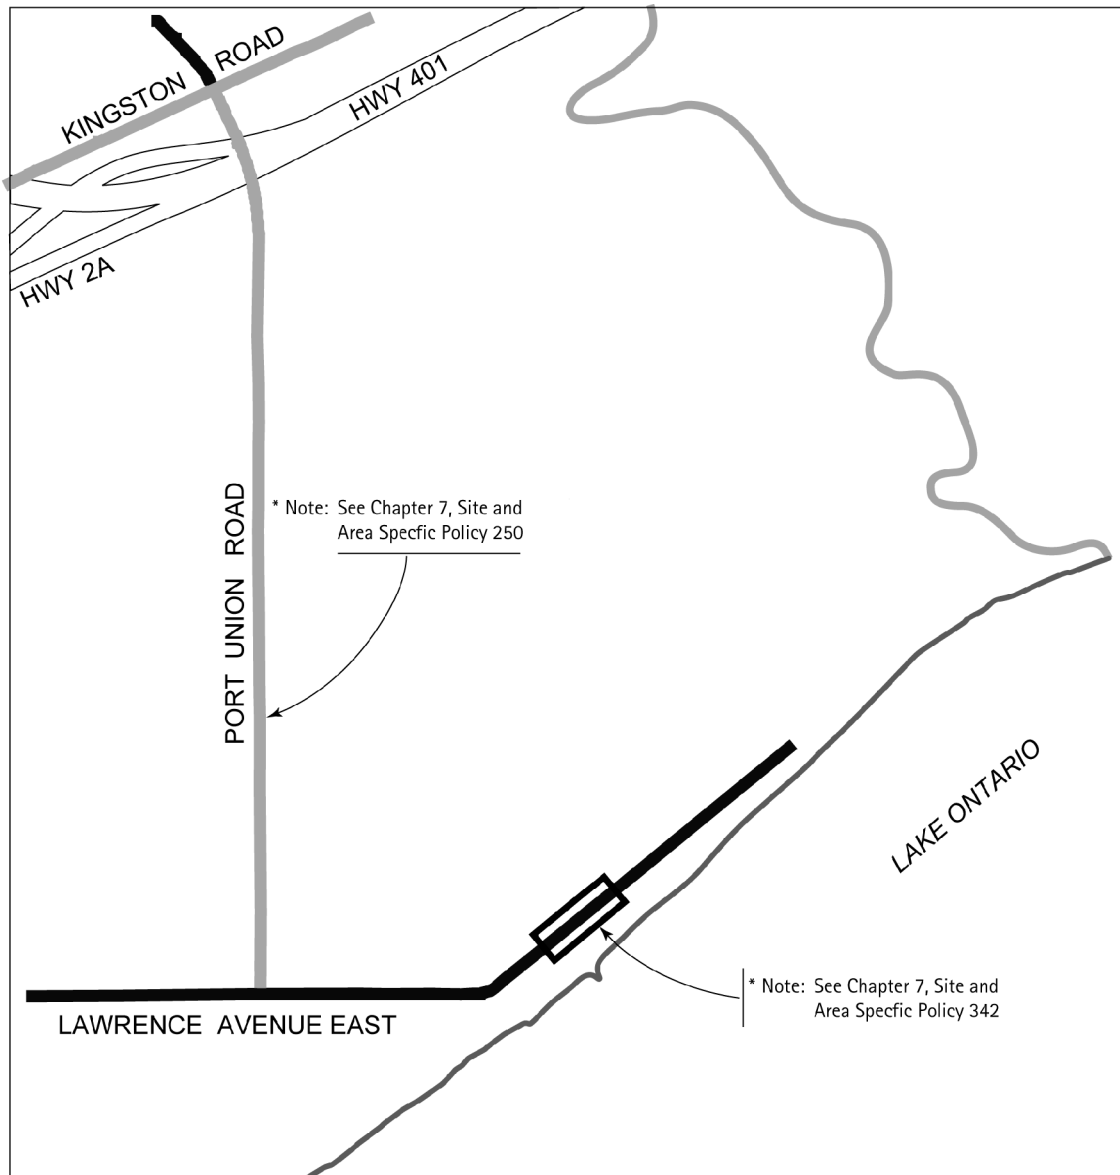 KINGSTON ROAD
HWY 401
HWY 2A
PORT UNION ROAD
* Note: See Chapter 7, Site and
Area Specfic Policy 250
LAKE ONTARIO
* Note: See Chapter 7, Site and
Area Specfic Policy 342
LAWRENCE AVENUE EAST